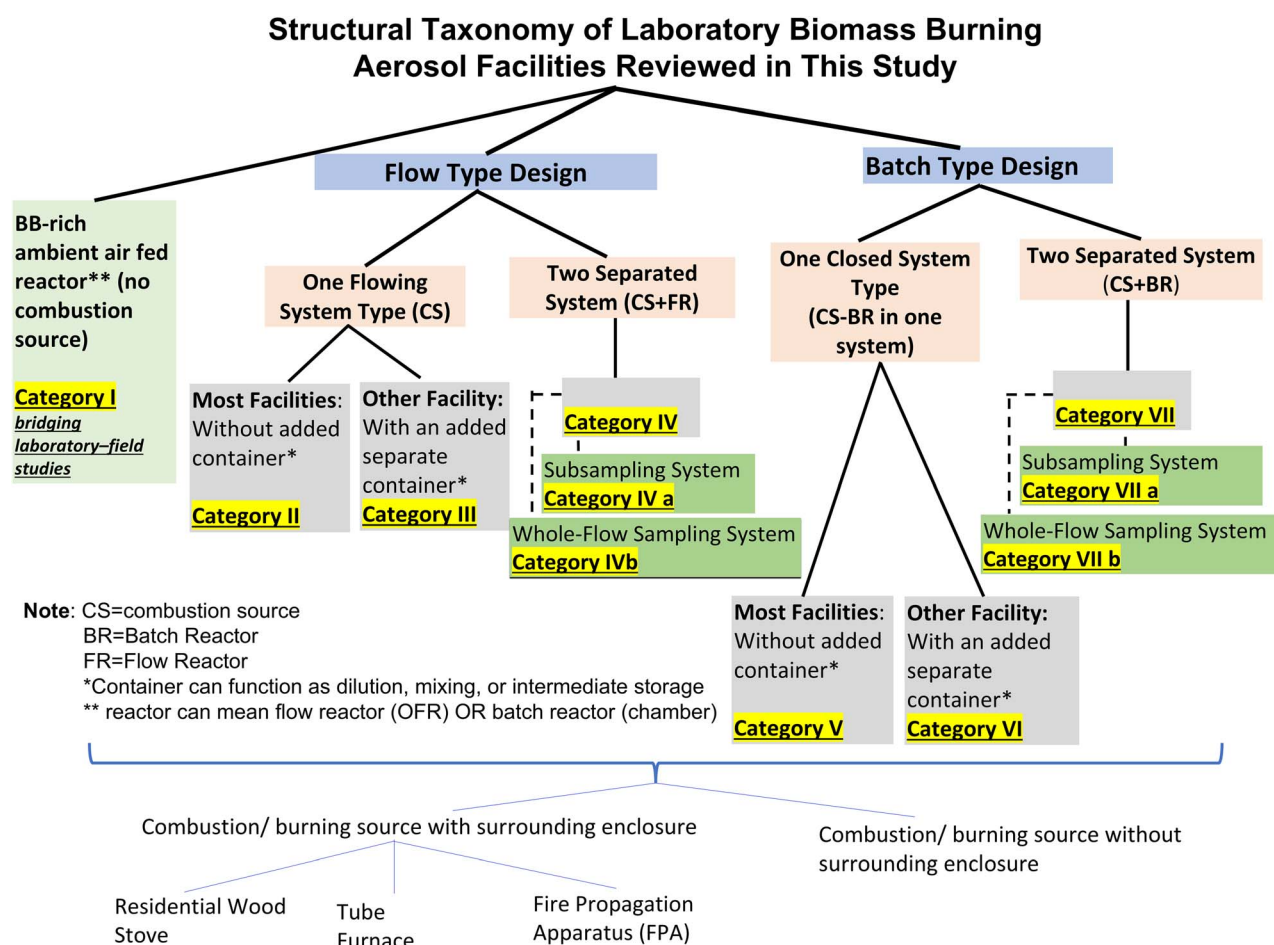 Structural Taxonomy of Laboratory Biomass Burning
Aerosol Facilities Reviewed in This Study
Flow Type Design
Batch Type Design
BB-rich
ambient air fed
reactor** (no
combustion
source)
Category I
bridging
laboratory–field
studies
One Flowing
System Type (CS)
Two Separated
System (CS+FR)
One Closed System
Type
(CS-BR in one
system)
Two Separated System
(CS+BR)
Most Facilities:
Without added
container*
Category II
Other Facility:
With an added
separate
container*
Category III
Category IV
Subsampling System
Category IV a
Whole-Flow Sampling System
Category IVb
Category VII
Subsampling System
Category VII a
Whole-Flow Sampling System
Category VII b
Most Facilities:
Without added
container*
Category V
Other Facility:
With an added
separate
container*
Category VI
Note: CS=combustion source
BR=Batch Reactor
FR=Flow Reactor
*Container can function as dilution, mixing, or intermediate storage
** reactor can mean flow reactor (OFR) OR batch reactor (chamber)
Combustion/ burning source with surrounding enclosure
Combustion/ burning source without
surrounding enclosure
Residential Wood
Stove
Tube
Furnace
Fire Propagation
Apparatus (FPA)